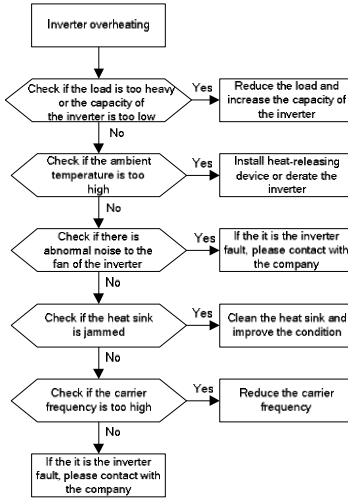 Inverter overheating
Check if the load is too heavy
or the capacity of
the inverter is too low
Yes
Reduce the load and
increase the capacity of
the inverter
No
Check if the ambient
temperature is too
high
Yes
Install heat-releasing
device or derate the
inverter
No
Check if there is
abnormal noise to the
fan of the inverter
Yes
If the it is the inverter
fault, please contact with
the company
No
Check if the heat sink
is jammed
Yes
Clean the heat sink and
improve the condition
No
Check if the carrier
frequency is too high
Yes
Reduce the carrier
frequency
No
If the it is the inverter
fault, please contact with
the company